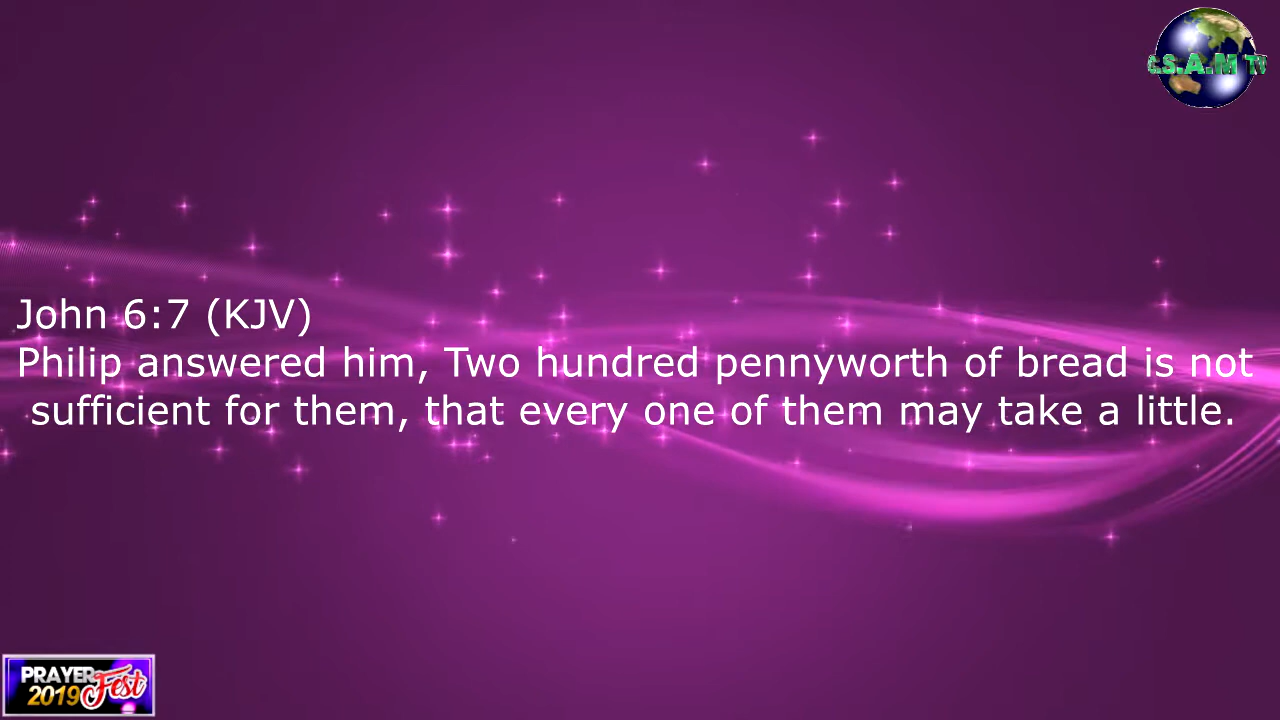 C.S.A.M TV
John 6:7 (KJV)
Philip answered him, Two hundred pennyworth of bread is not
sufficient for them, that every one of them may take a little.
PRAYER
2019 Fest